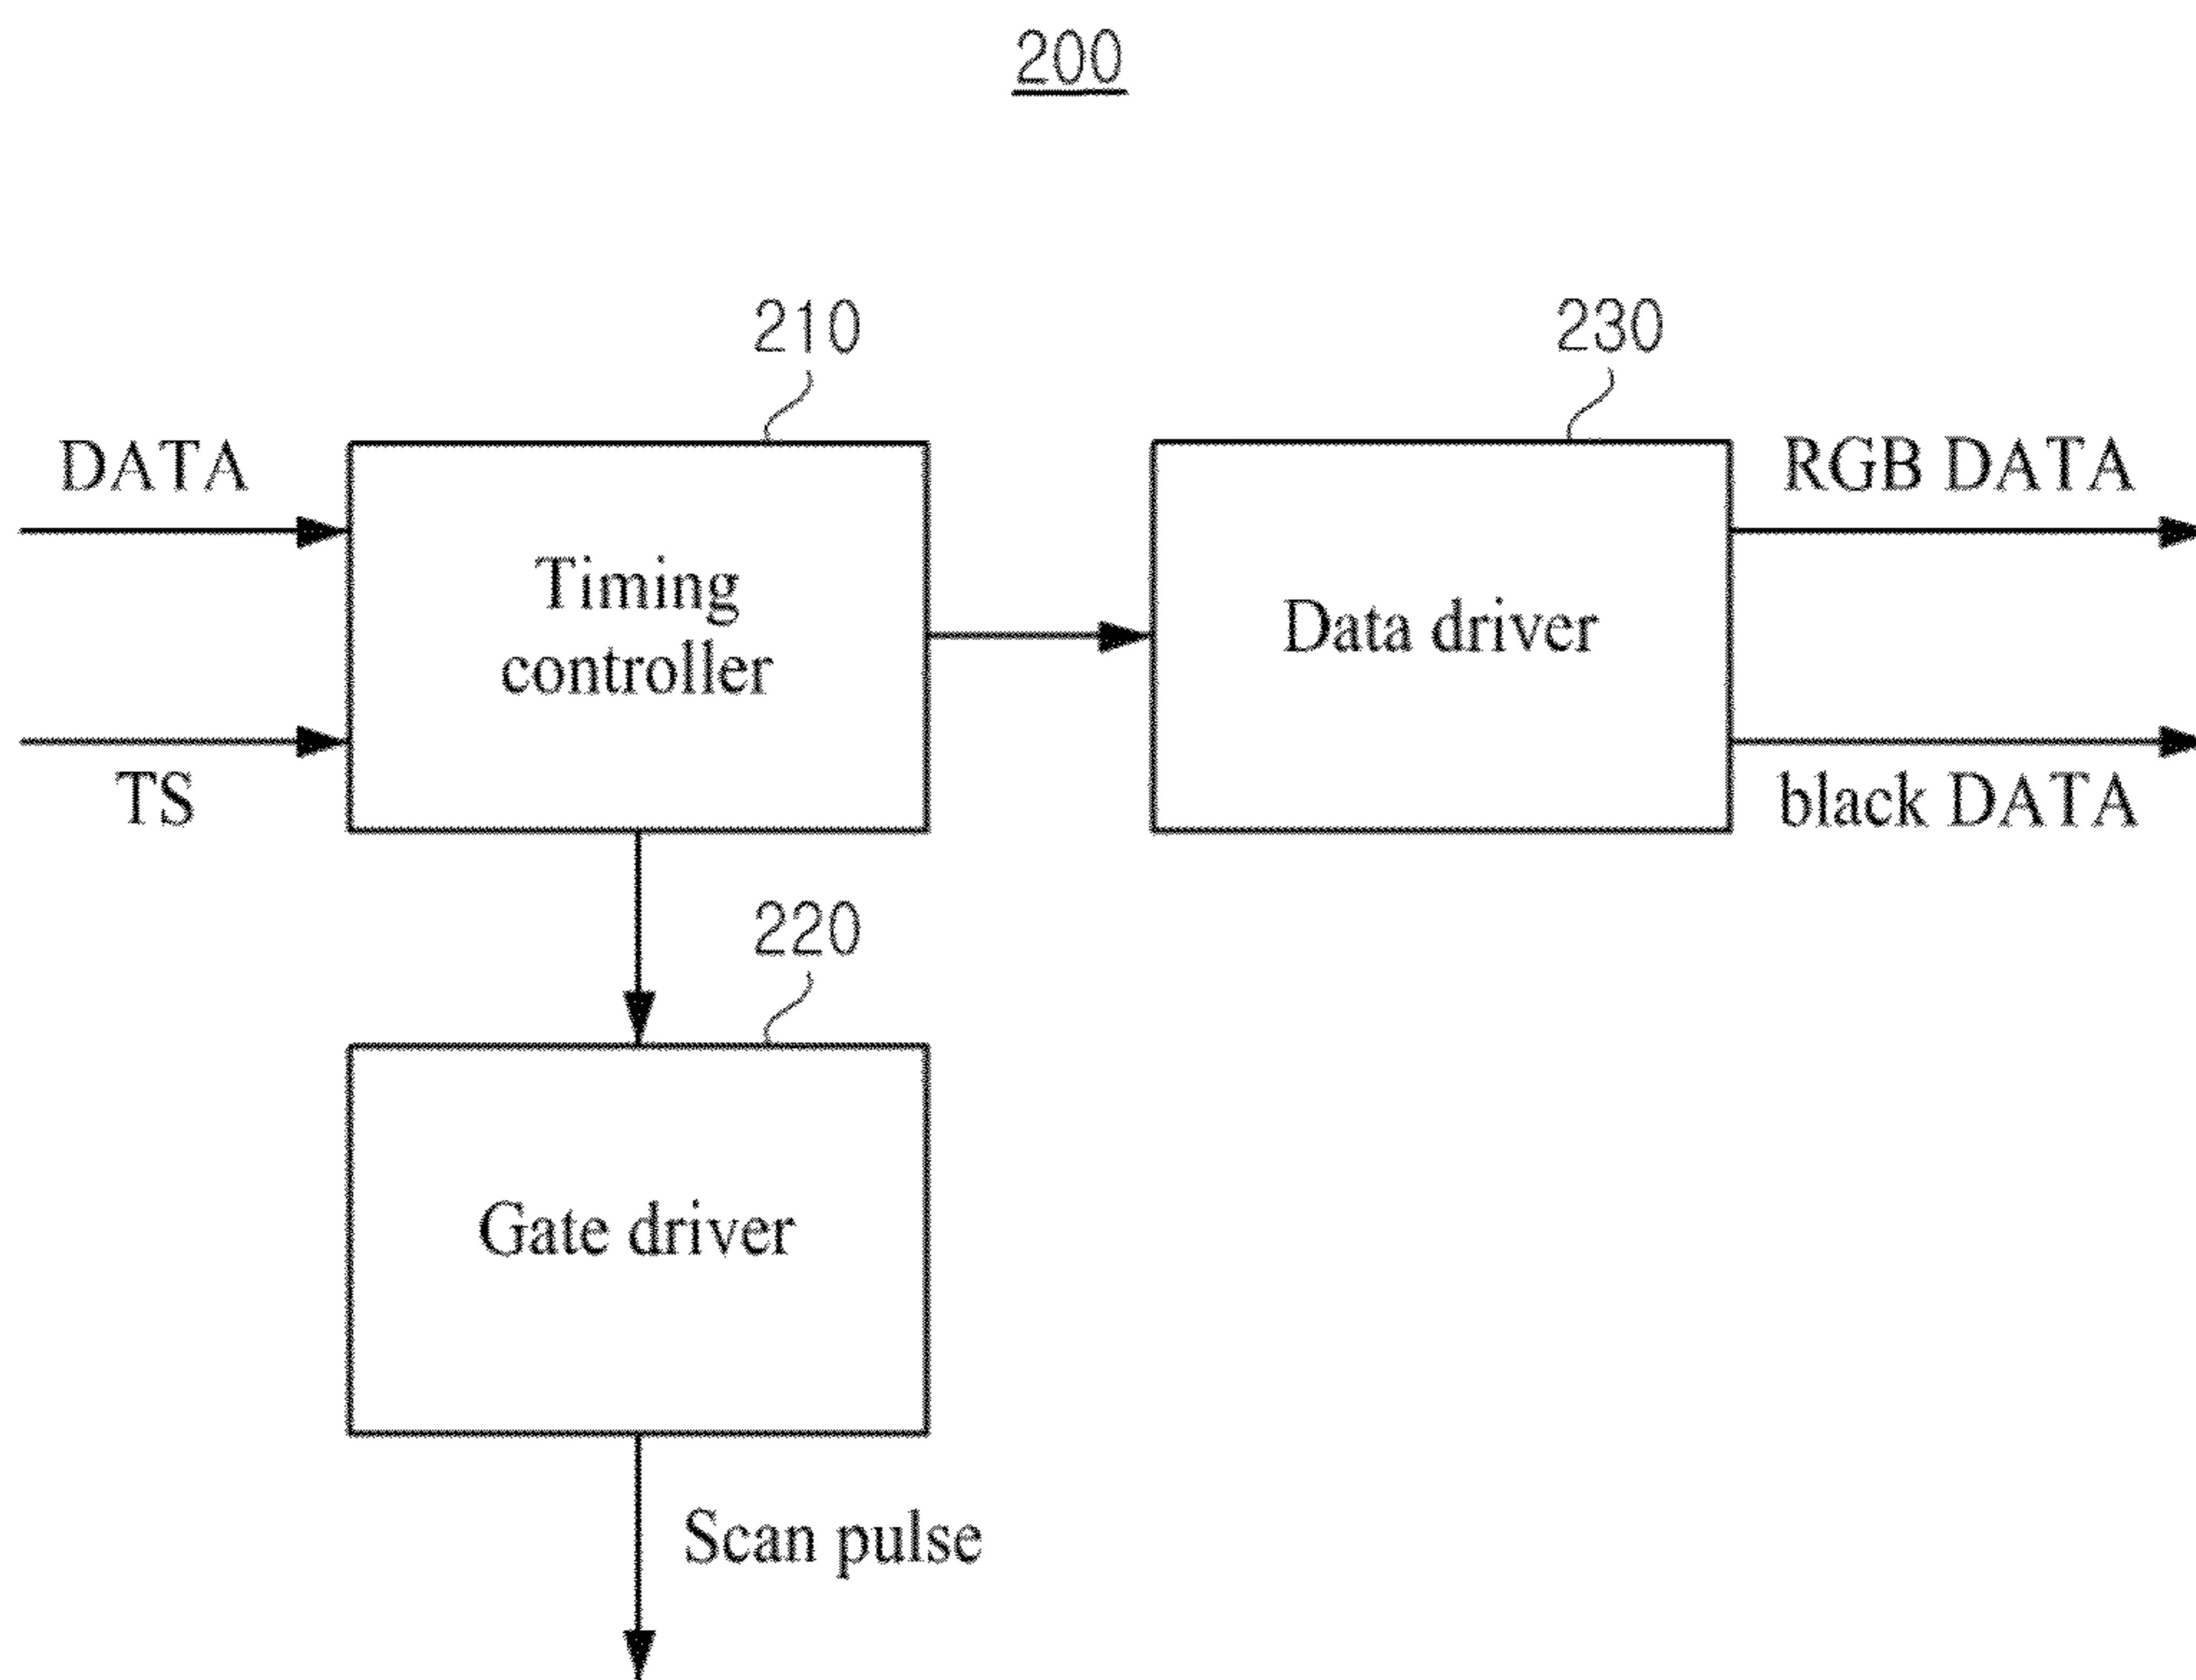 200
210
230
DATA
RGB DATA
Timing
controller
Data driver
TS
black DATA
220
Gate driver
Scan pulse